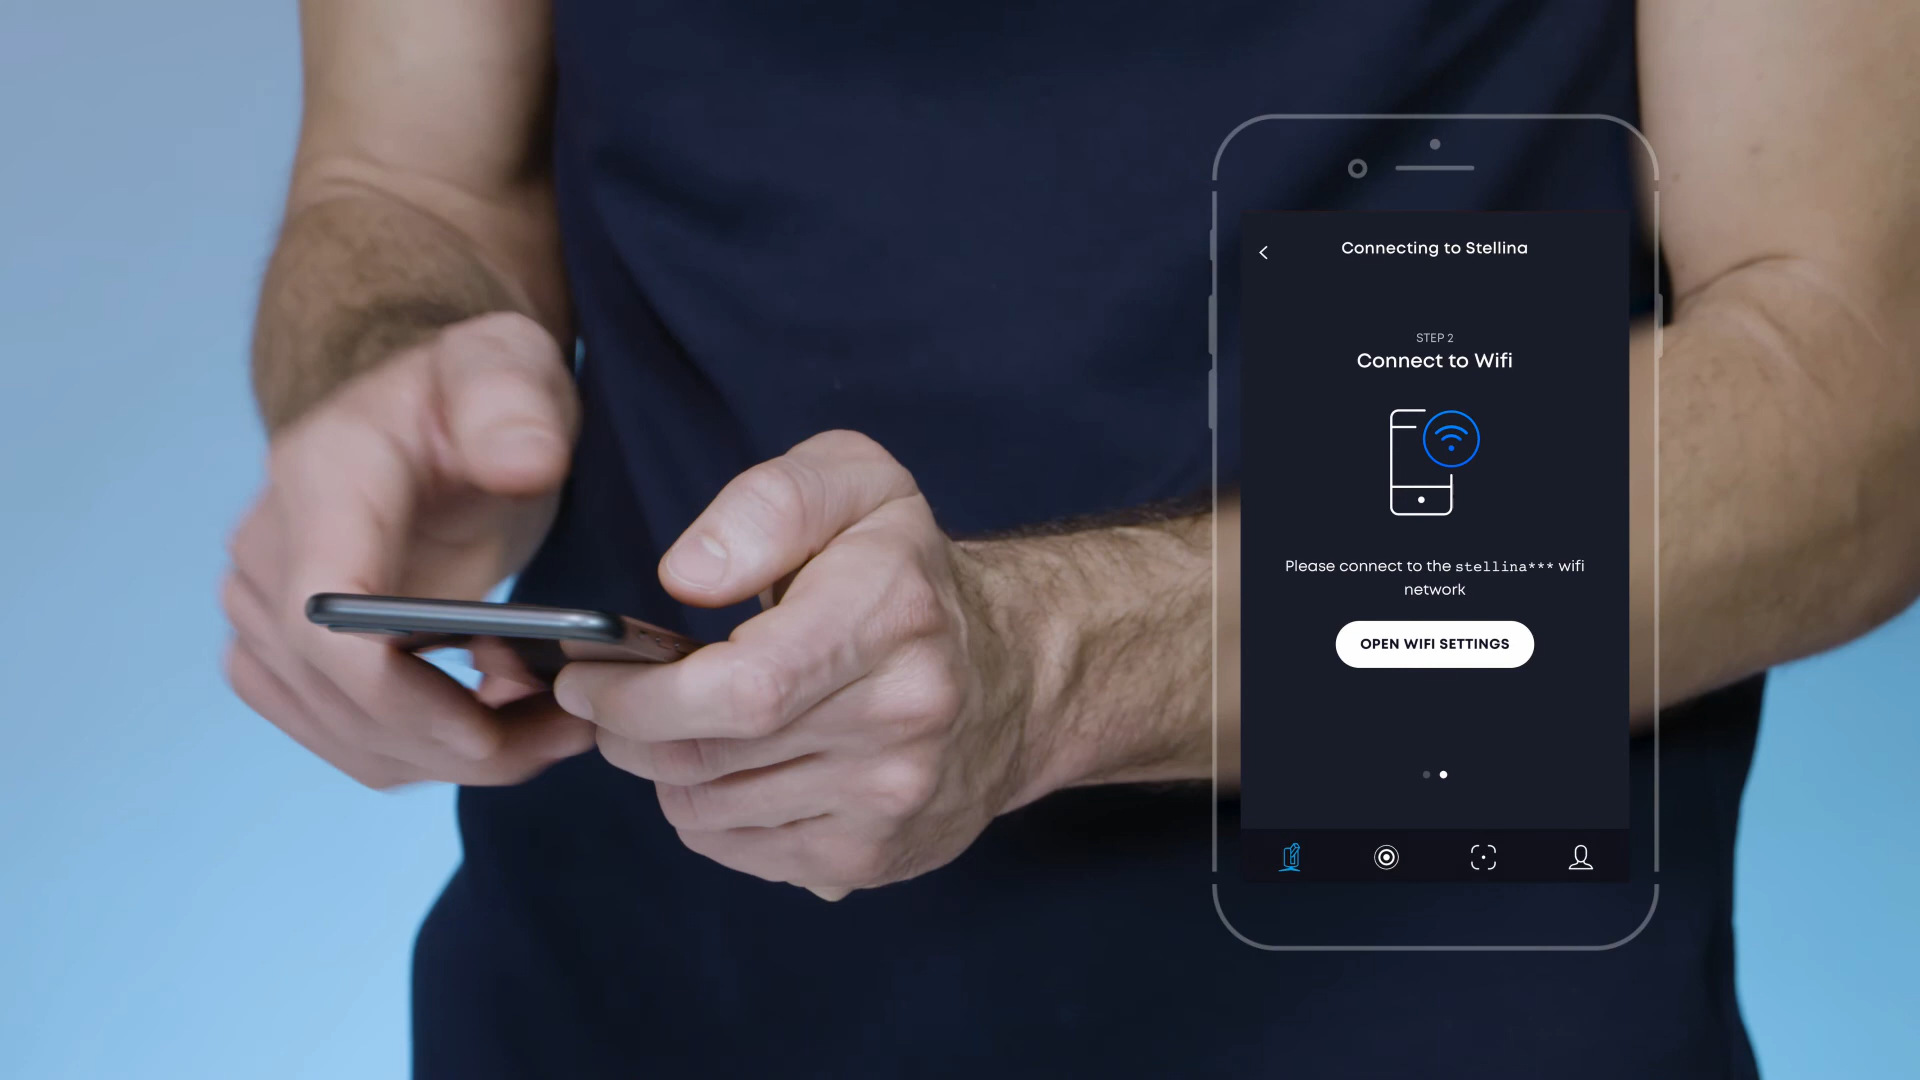 Connecting to Stellina
STEP 2
Connect to Wifi
Please connect to the stellina*** wifi
network
OPEN WIFI SETTINGS